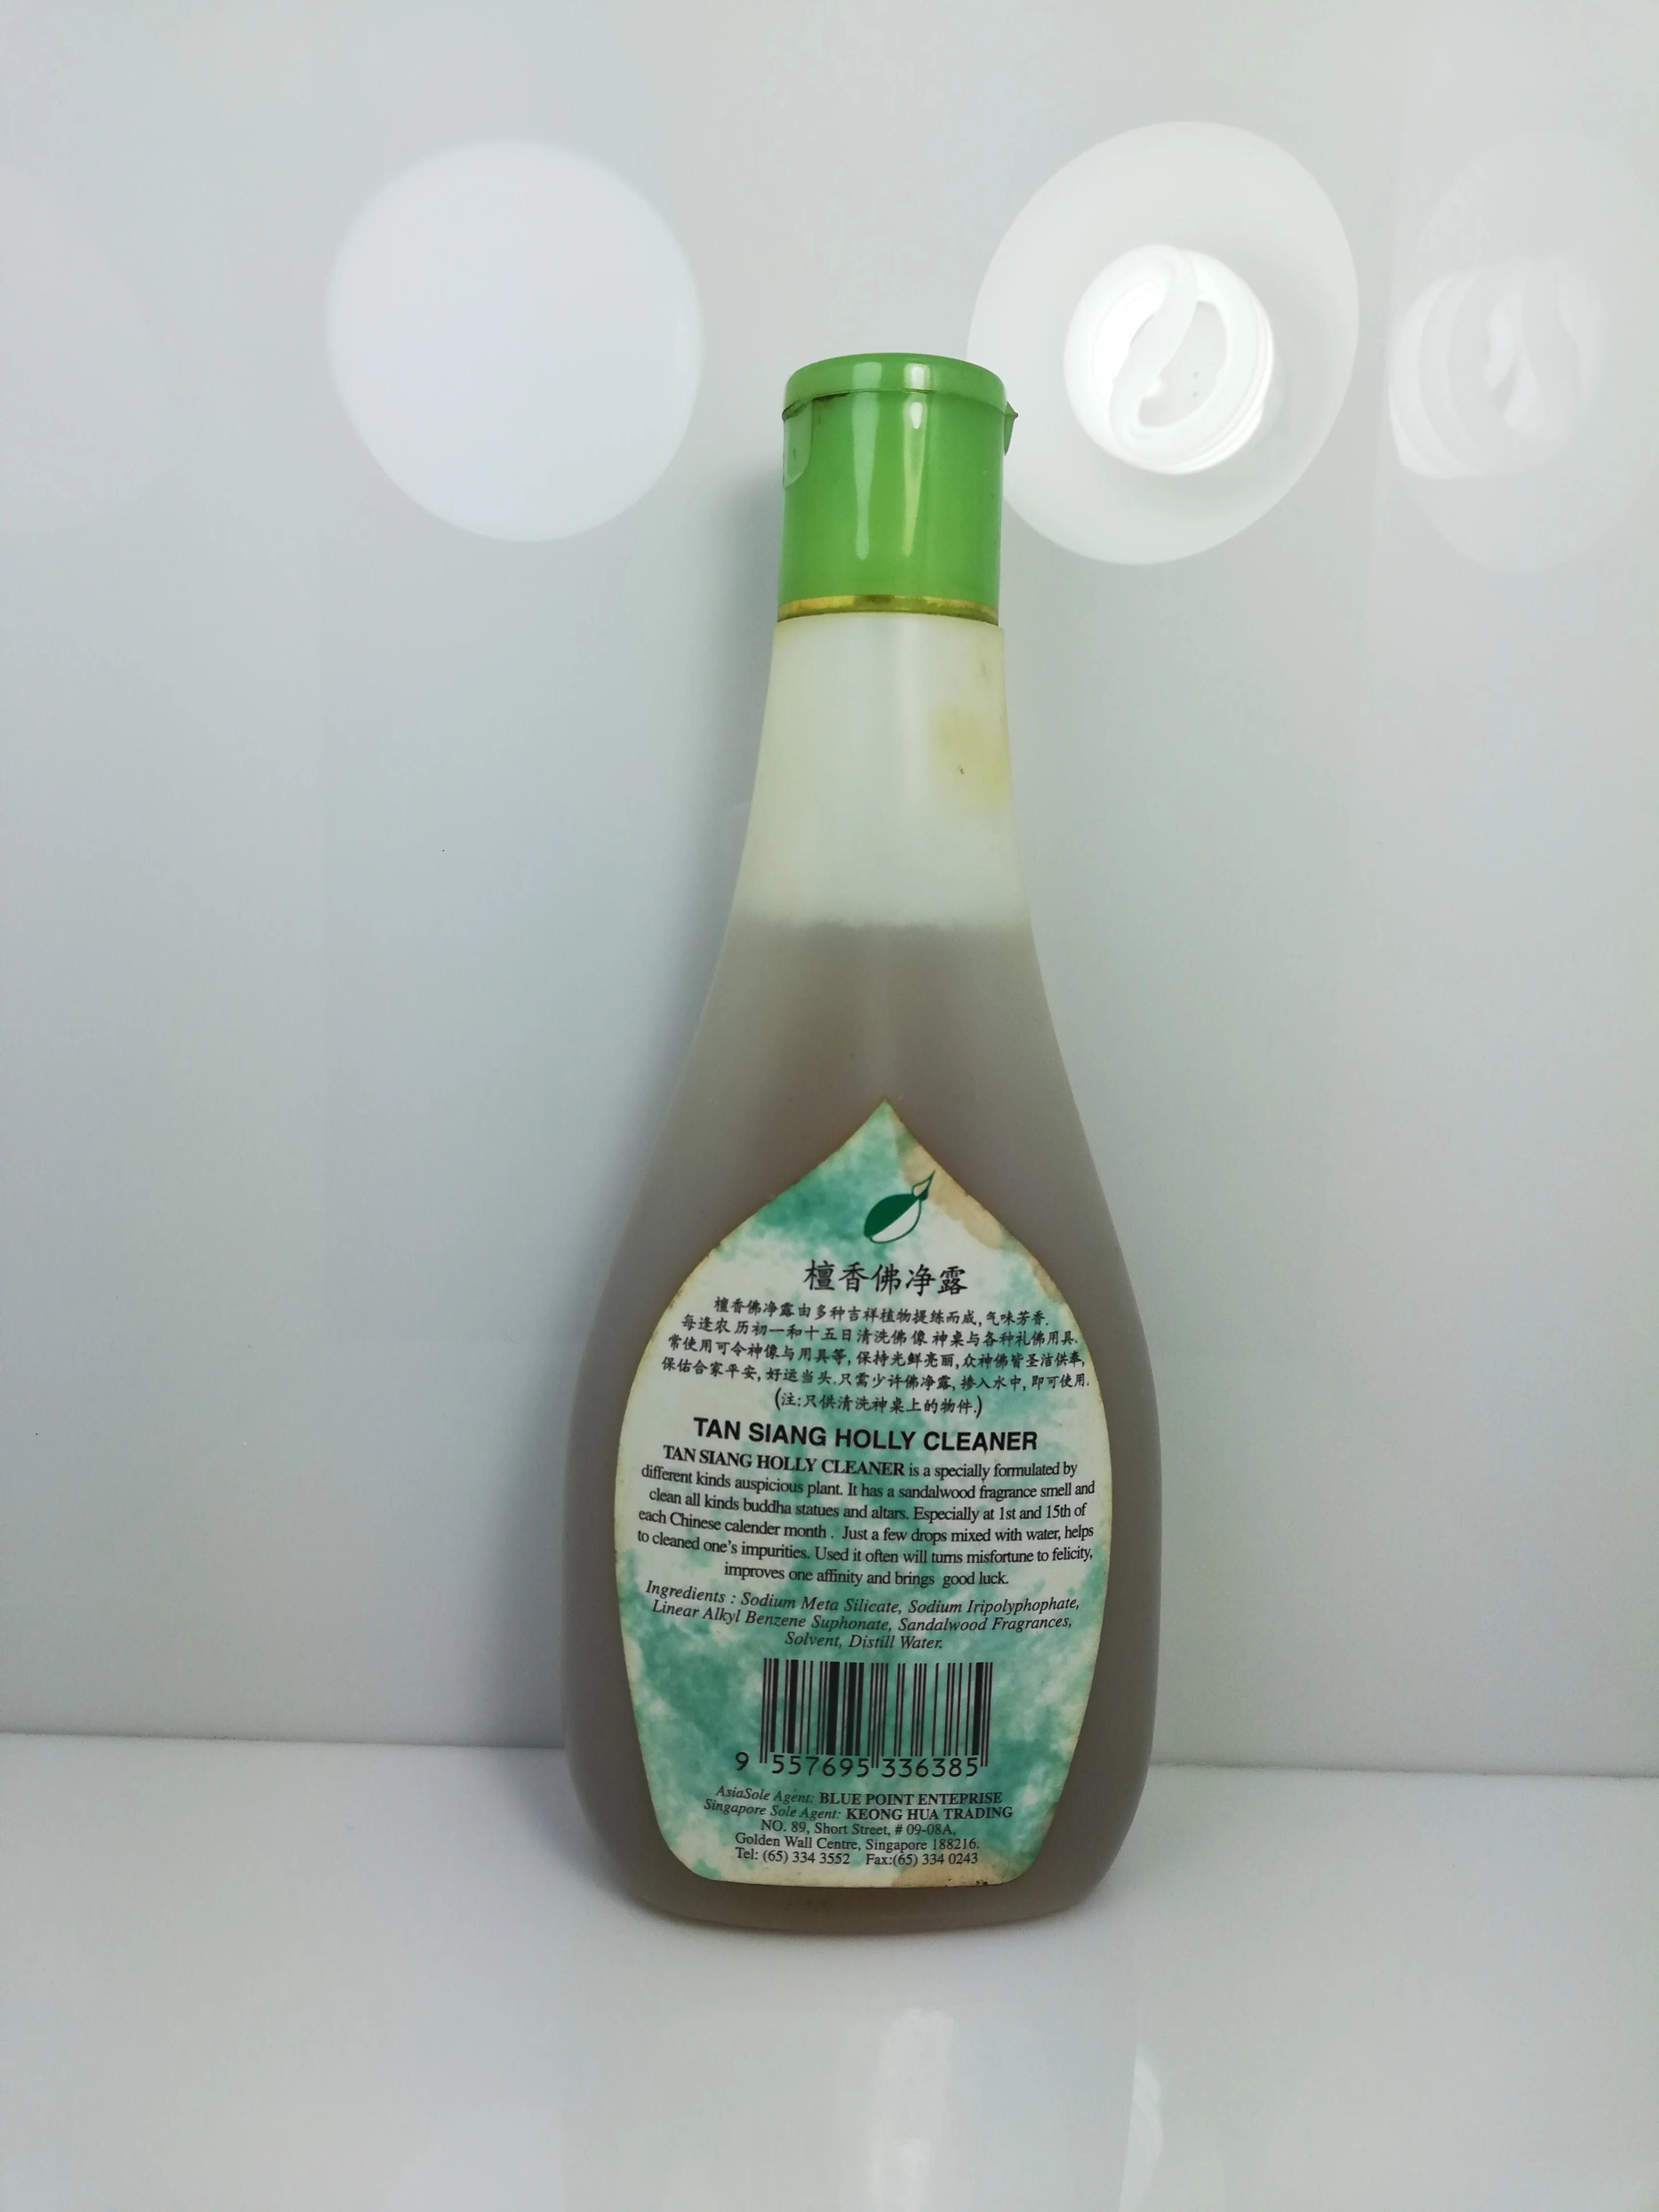 檀香佛净露
檀香佛净露由多种吉祥植物提练而成,气味芳香.
每逢农历初一和十五日清洗佛像神桌与各种礼佛用具.
常使用可令神像与用具等,保持光鲜亮丽,众神佛皆圣洁供奉,
保佑合家平安,好运当头.只需少许佛净露,掺入水中,即可使用.
(注:只供清洗神桌上的物件.)
TAN SIANG HOLLY CLEANER
TAN SIANG HOLLY CLEANER is a specially formulated by
different kinds auspicious plant. It has a sandalwood fragrance smell and
clean all kinds buddha statues and altars. Especially at 1st and 15th of
each Chinese calender month . Just a few drops mixed with water, helps
to cleaned one's impurities. Used it often will turns misfortune to felicity,
improves one affinity and brings good luck.
Ingredients : Sodium Meta Silicate, Sodium Iripolyphophate,
Linear Alkyl Benzene Suphonate, Sandalwood Fragrances,
Solvent, Distill Water.
9 557695 336385
AsiaSole Agent: BLUE POINT ENTEPRISE
Singapore Sole Agent: KEONG HUA TRADING
NO. 89, Short Street, # 09-08A,
Golden Wall Centre, Singapore 188216.
Tel: (65) 334 3552 Fax:(65) 334 0243